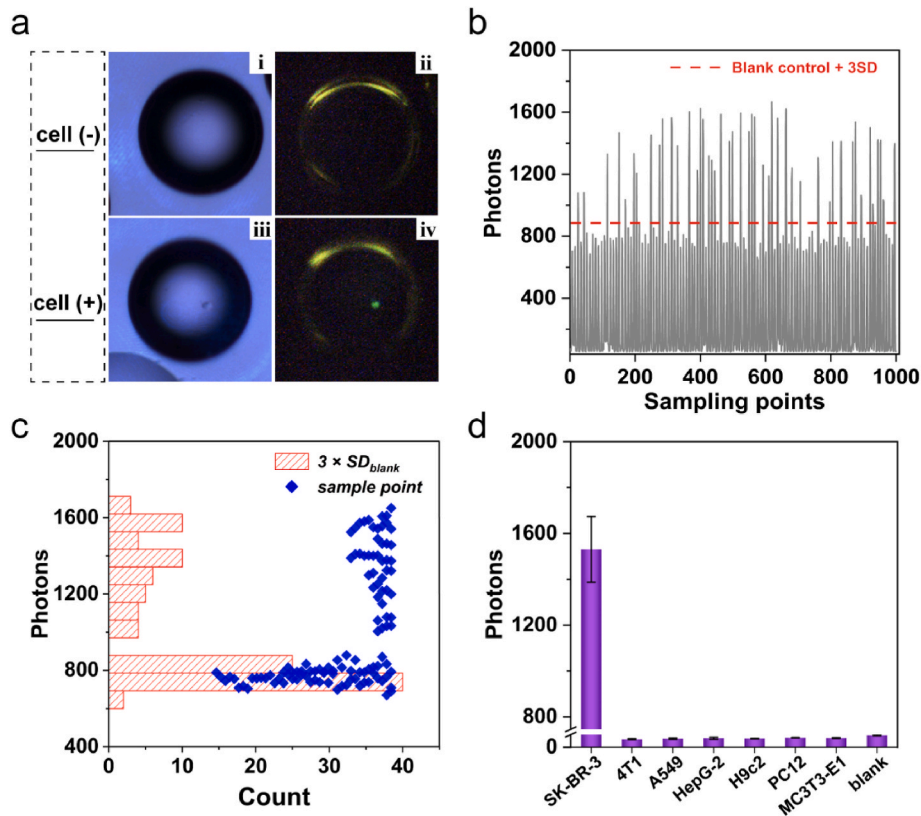 a
cell (-)
cell (+)
i
ii
iii
iv
b
Photons
2000
1600
1200
800
400
Blank control + 3SD
0
200
400
600
800
1000
Sampling points
c
Photons
2000
1600
1200
800
400
3 × SDblank
sample point
0
10
20
30
40
Count
d
Photons
2000
1600
1200
800
0
SK-BR-3
4T1
A549
HepG-2
H9c2
PC12
MC3T3-E1
blank